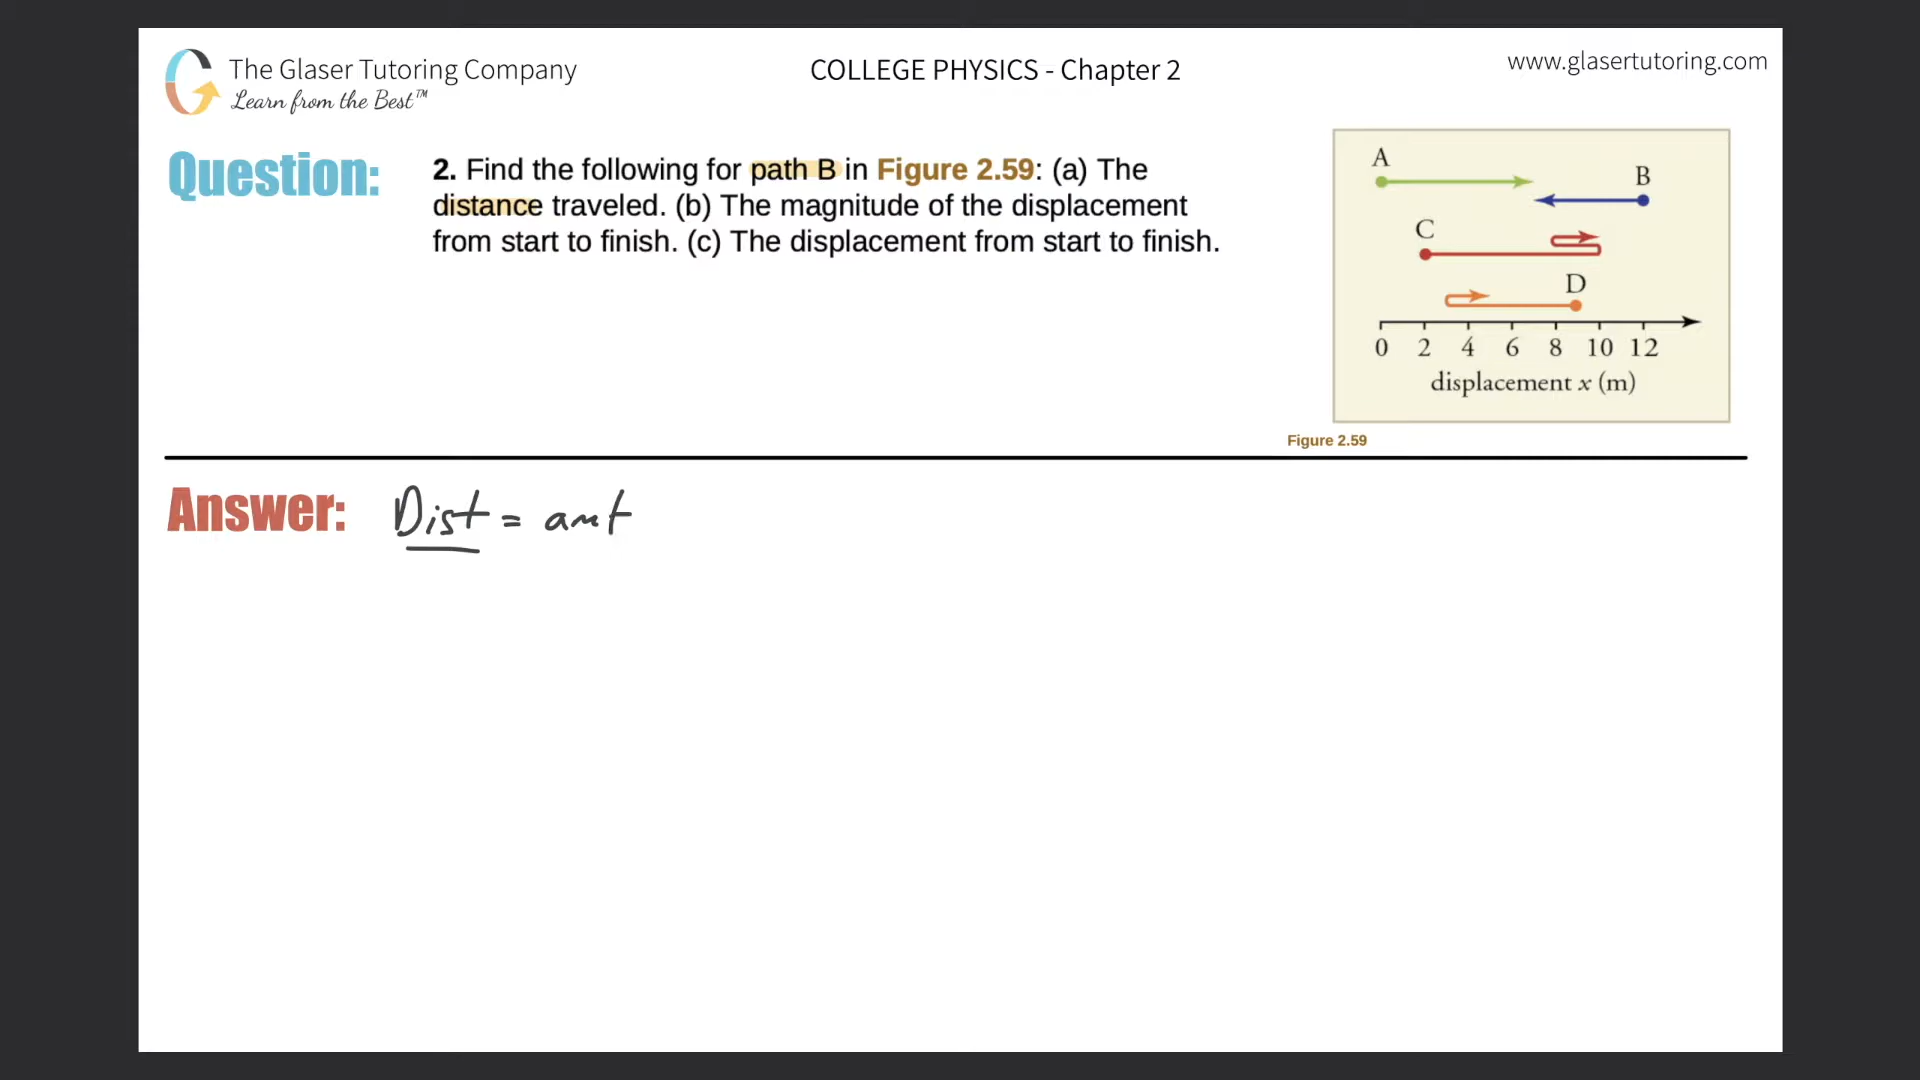 The Glaser Tutoring Company
Learn from the Best™
COLLEGE PHYSICS - Chapter 2
www.glasertutoring.com
Question:
2. Find the following for path B in Figure 2.59: (a) The
distance traveled. (b) The magnitude of the displacement
from start to finish. (c) The displacement from start to finish.
A
B
C
D
0 2 4 6 8 10 12
displacement x (m)
Figure 2.59
Answer: Dist = amt